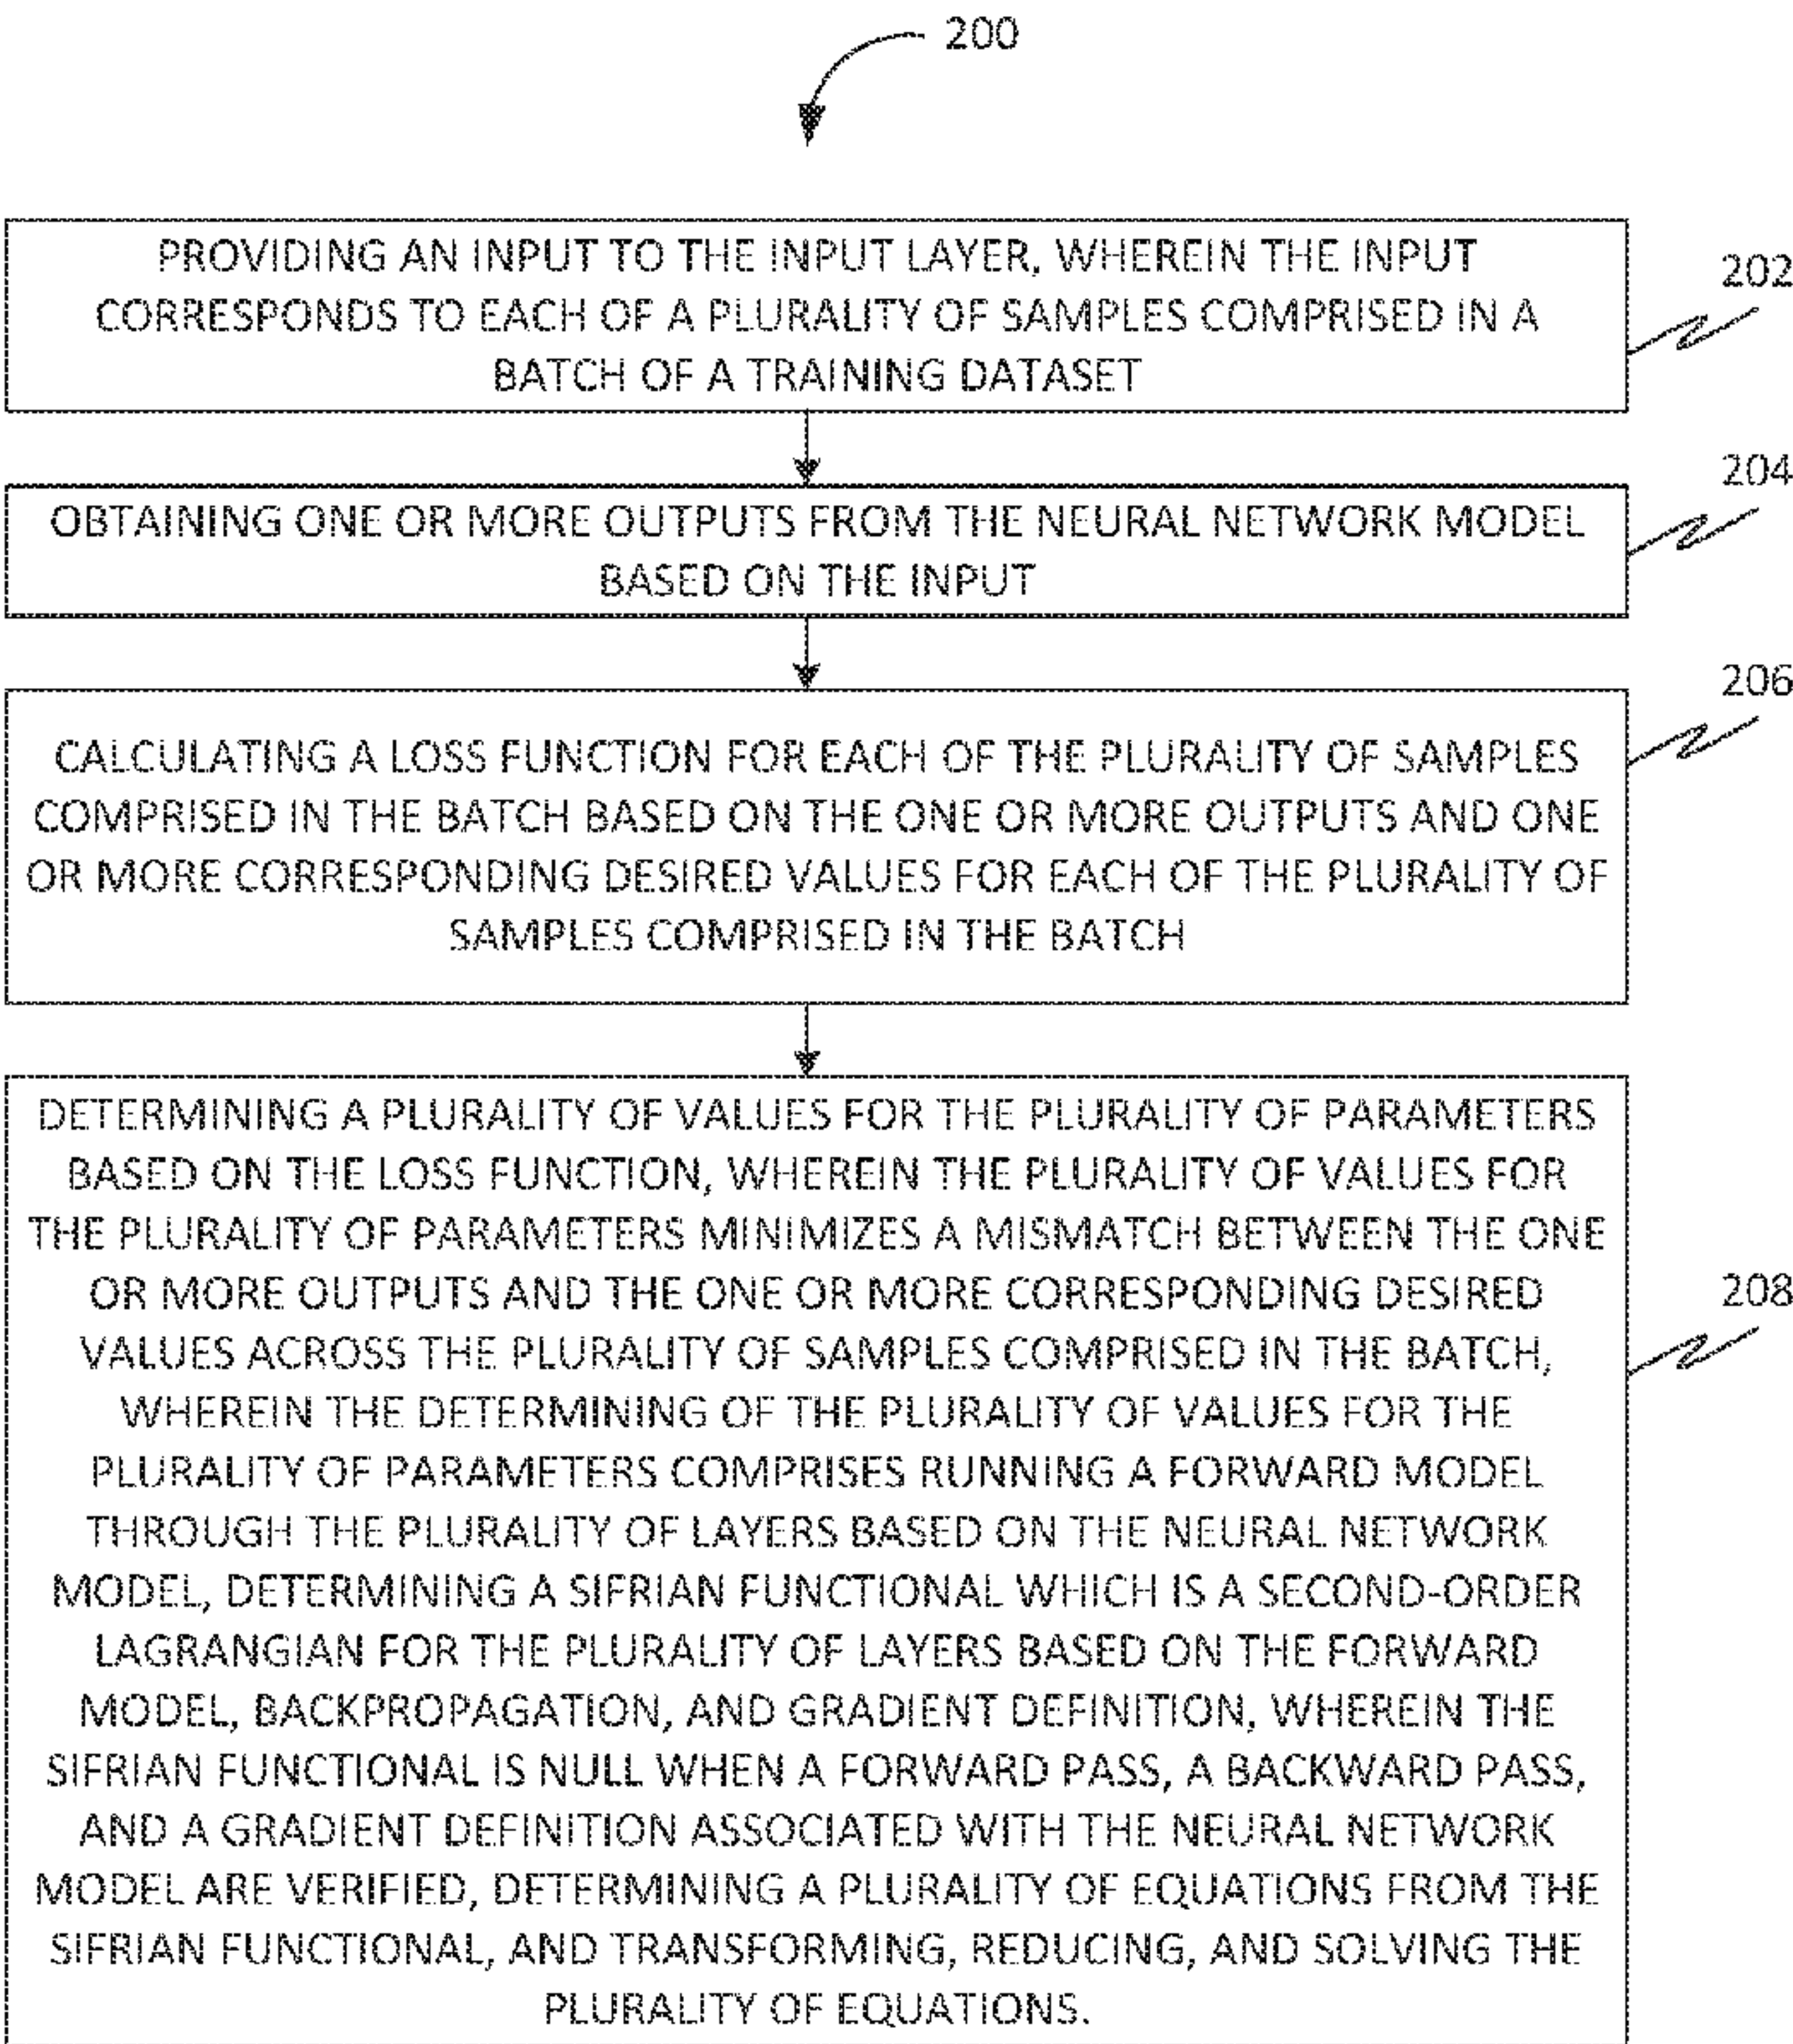 200
PROVIDING AN INPUT TO THE INPUT LAYER, WHEREIN THE INPUT
CORRESPONDS TO EACH OF A PLURALITY OF SAMPLES COMPRISED IN A
BATCH OF A TRAINING DATASET
202
OBTAINING ONE OR MORE OUTPUTS FROM THE NEURAL NETWORK MODEL
BASED ON THE INPUT
204
CALCULATING A LOSS FUNCTION FOR EACH OF THE PLURALITY OF SAMPLES
COMPRISED IN THE BATCH BASED ON THE ONE OR MORE OUTPUTS AND ONE
OR MORE CORRESPONDING DESIRED VALUES FOR EACH OF THE PLURALITY OF
SAMPLES COMPRISED IN THE BATCH
206
DETERMINING A PLURALITY OF VALUES FOR THE PLURALITY OF PARAMETERS
BASED ON THE LOSS FUNCTION, WHEREIN THE PLURALITY OF VALUES FOR
THE PLURALITY OF PARAMETERS MINIMIZES A MISMATCH BETWEEN THE ONE
OR MORE OUTPUTS AND THE ONE OR MORE CORRESPONDING DESIRED
VALUES ACROSS THE PLURALITY OF SAMPLES COMPRISED IN THE BATCH,
WHEREIN THE DETERMINING OF THE PLURALITY OF VALUES FOR THE
PLURALITY OF PARAMETERS COMPRISES RUNNING A FORWARD MODEL
THROUGH THE PLURALITY OF LAYERS BASED ON THE NEURAL NETWORK
MODEL, DETERMINING A SIFRIAN FUNCTIONAL WHICH IS A SECOND-ORDER
LAGRANGIAN FOR THE PLURALITY OF LAYERS BASED ON THE FORWARD
MODEL, BACKPROPAGATION, AND GRADIENT DEFINITION, WHEREIN THE
SIFRIAN FUNCTIONAL IS NULL WHEN A FORWARD PASS, A BACKWARD PASS,
AND A GRADIENT DEFINITION ASSOCIATED WITH THE NEURAL NETWORK
MODEL ARE VERIFIED, DETERMINING A PLURALITY OF EQUATIONS FROM THE
SIFRIAN FUNCTIONAL, AND TRANSFORMING, REDUCING, AND SOLVING THE
PLURALITY OF EQUATIONS.
208